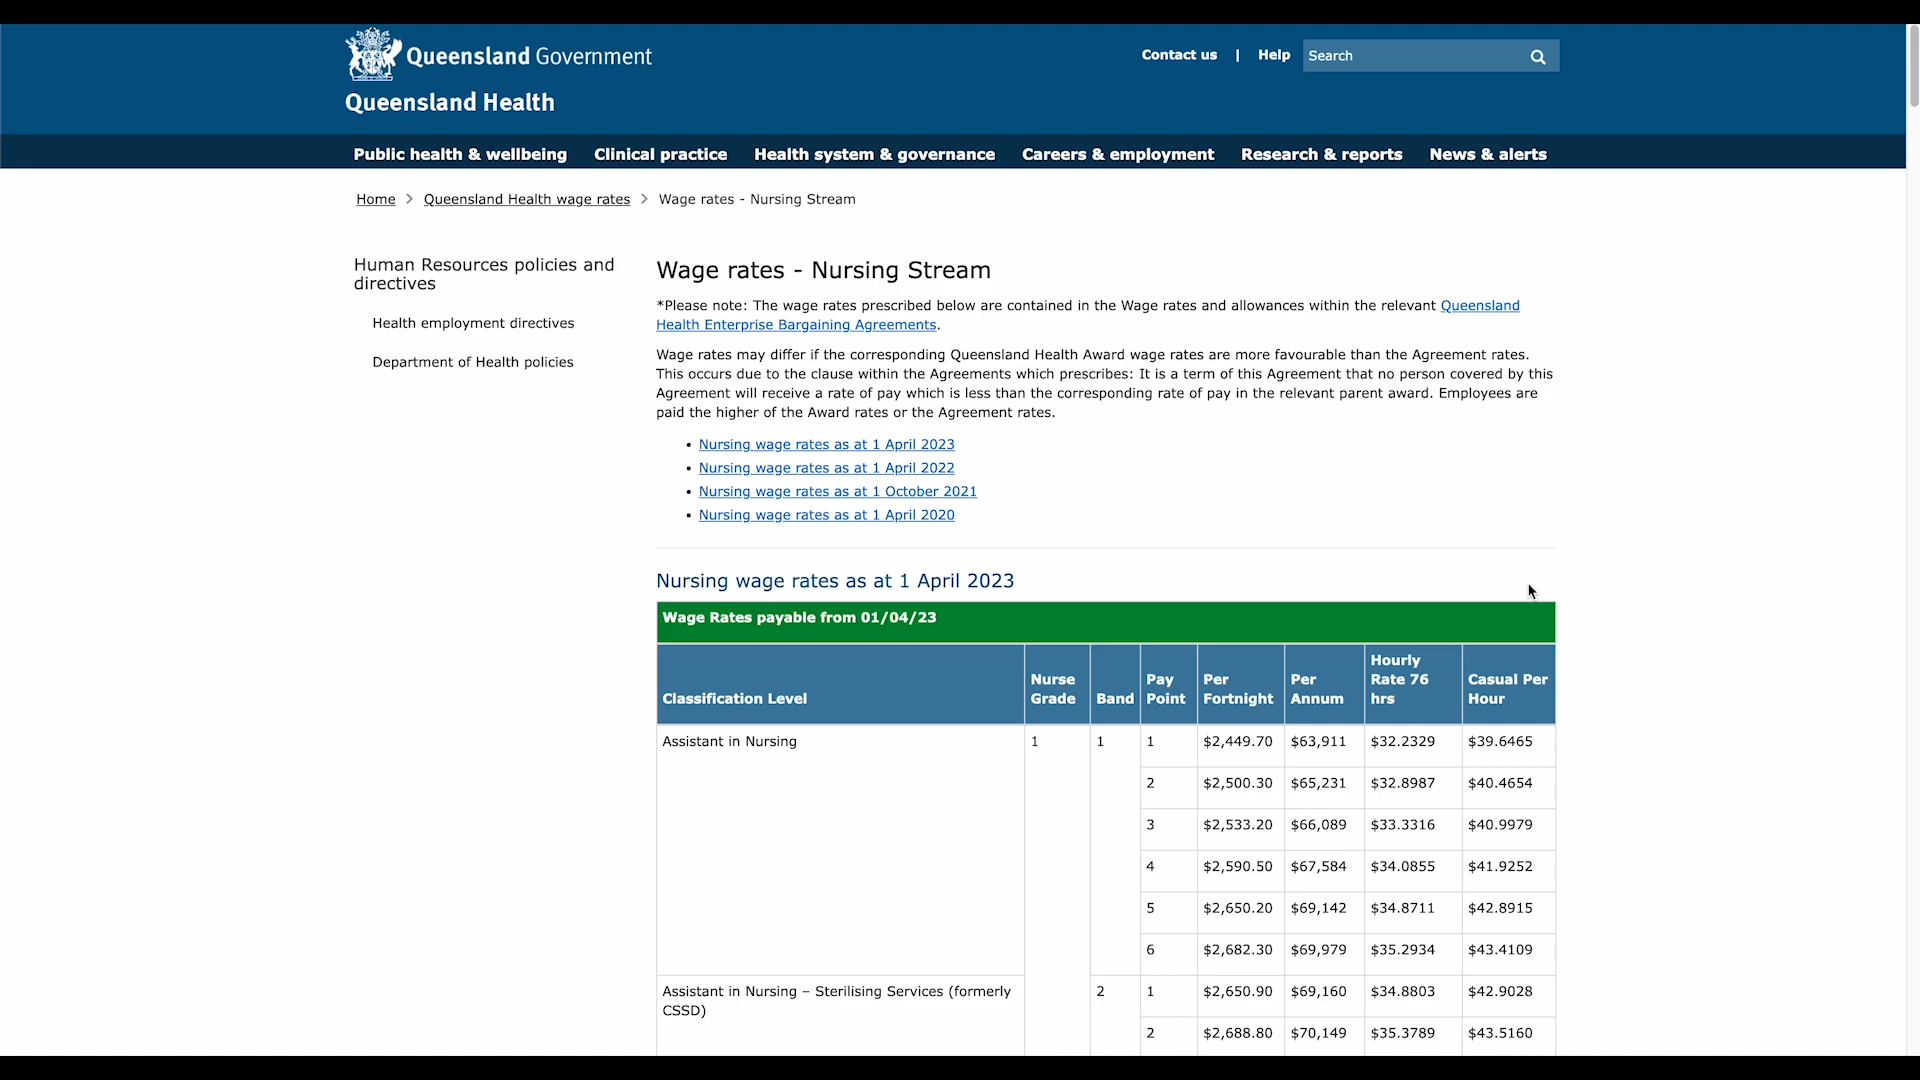 Queensland Government
Contact us | Help Search
Queensland Health
Public health & wellbeing Clinical practice Health system & governance Careers & employment Research & reports News & alerts
Home > Queensland Health wage rates > Wage rates - Nursing Stream
Human Resources policies and
directives
Health employment directives
Department of Health policies
Wage rates - Nursing Stream
*Please note: The wage rates prescribed below are contained in the Wage rates and allowances within the relevant Queensland
Health Enterprise Bargaining Agreements.
Wage rates may differ if the corresponding Queensland Health Award wage rates are more favourable than the Agreement rates.
This occurs due to the clause within the Agreements which prescribes: It is a term of this Agreement that no person covered by this
Agreement will receive a rate of pay which is less than the corresponding rate of pay in the relevant parent award. Employees are
paid the higher of the Award rates or the Agreement rates.
• Nursing wage rates as at 1 April 2023
• Nursing wage rates as at 1 April 2022
• Nursing wage rates as at 1 October 2021
• Nursing wage rates as at 1 April 2020
Nursing wage rates as at 1 April 2023
Wage Rates payable from 01/04/23
Classification Level
Nurse
Grade
Band
Pay
Point
Per
Fortnight
Per
Annum
Hourly
Rate 76
hrs
Casual Per
Hour
Assistant in Nursing 1 1 1 $2,449.70 $63,911 $32.2329 $39.6465
2 $2,500.30 $65,231 $32.8987 $40.4654
3 $2,533.20 $66,089 $33.3316 $40.9979
4 $2,590.50 $67,584 $34.0855 $41.9252
5 $2,650.20 $69,142 $34.8711 $42.8915
6 $2,682.30 $69,979 $35.2934 $43.4109
Assistant in Nursing – Sterilising Services (formerly
CSSD)
2 1 $2,650.90 $69,160 $34.8803 $42.9028
2 $2,688.80 $70,149 $35.3789 $43.5160